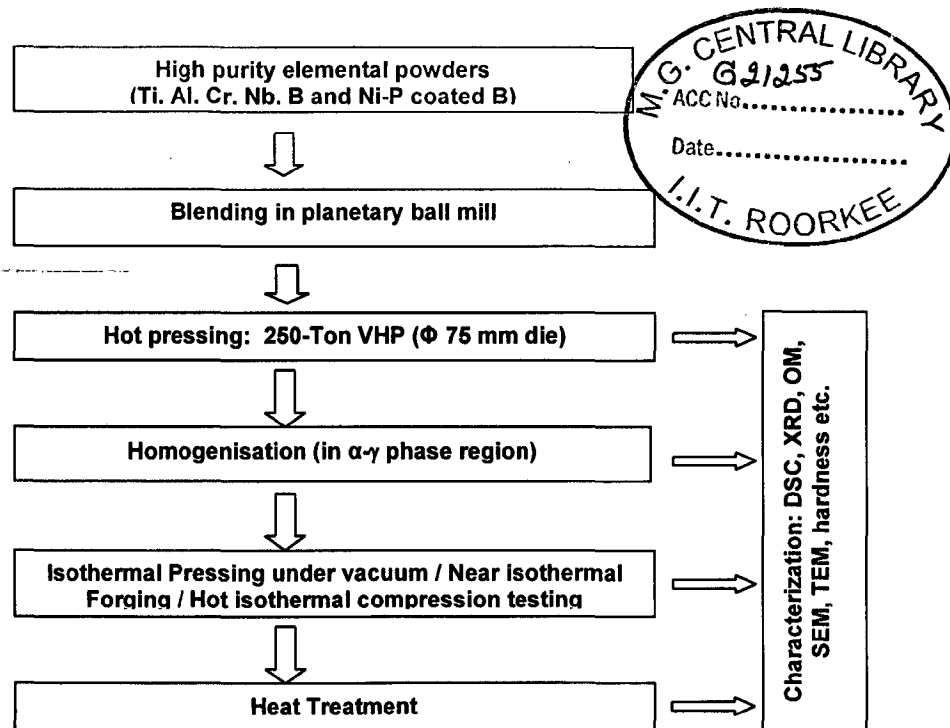 High purity elemental powders
(Ti. Al. Cr. Nb. B and Ni-P coated B)
M. G. CENTRAL LIBRARY
G21255
ACC No..................
Date......................
I.I.T. ROORKEE
Blending in planetary ball mill
Hot pressing: 250-Ton VHP (Φ 75 mm die)
Homogenisation (in α-γ phase region)
Isothermal Pressing under vacuum / Near isothermal
Forging / Hot isothermal compression testing
Heat Treatment
Characterization: DSC, XRD, OM,
SEM, TEM, hardness etc.